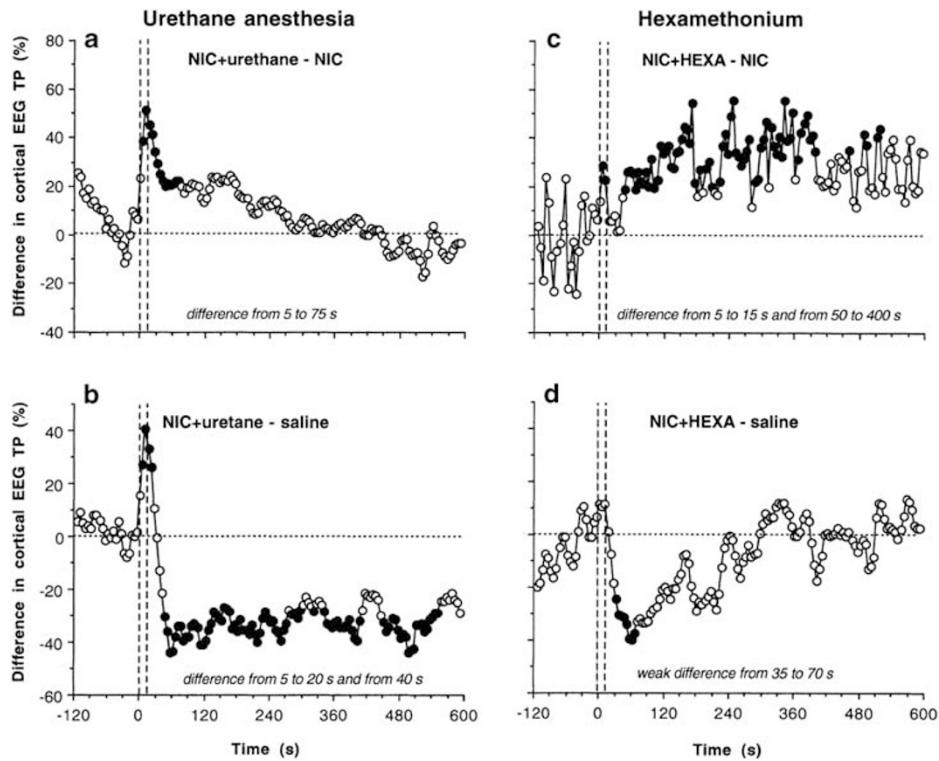 Urethane anesthesia
Hexamethonium
a
NIC+urethane - NIC
Difference in cortical EEG TP (%)
80
60
40
20
0
-20
-40
difference from 5 to 75 s
c
NIC+HEXA - NIC
difference from 5 to 15 s and from 50 to 400 s
b
NIC+uretane - saline
Difference in cortical EEG TP (%)
40
20
0
-20
-40
-60
difference from 5 to 20 s and from 40 s
-120 0 120 240 360 480 600
Time (s)
d
NIC+HEXA - saline
weak difference from 35 to 70 s
-120 0 120 240 360 480 600
Time (s)